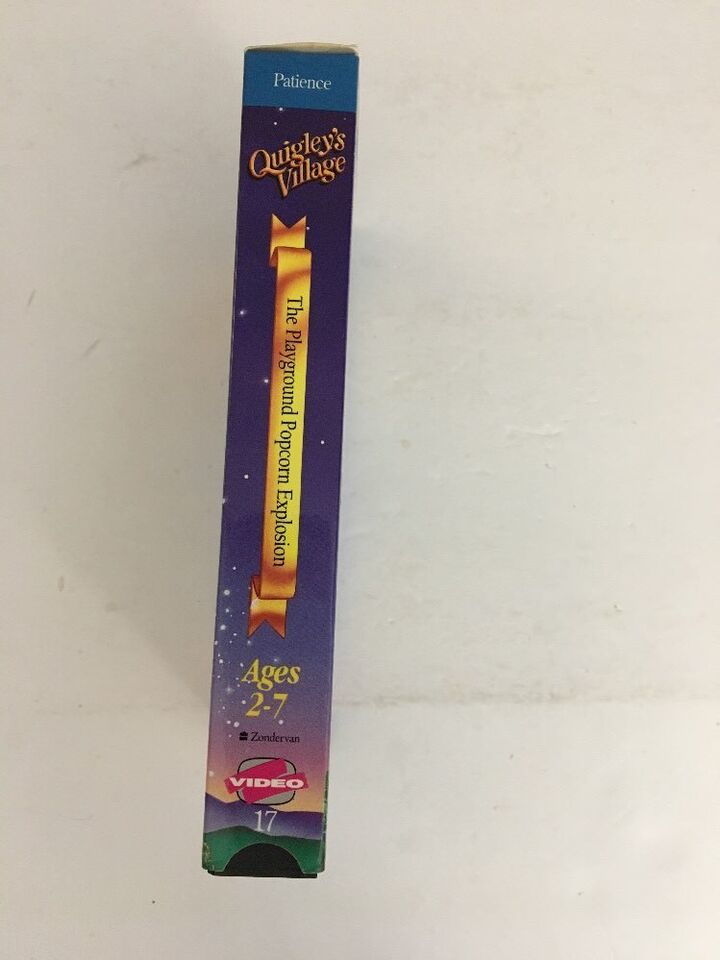 Patience
Quigley's
Village
The Playground Popcorn Explosion
Ages
2-7
Zondervan
VIDEO
17